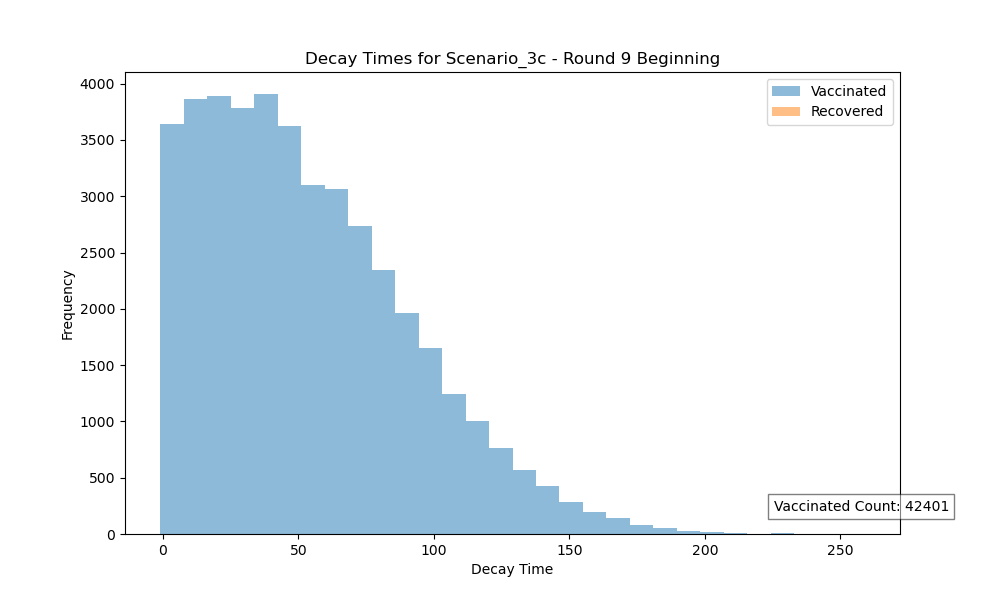 Decay Times for Scenario_3c - Round 9 Beginning
4000
3500
3000
2500
2000
1500
1000
500
0
Frequency
Vaccinated
Recovered
Vaccinated Count: 42401
0 50 100 150 200 250
Decay Time